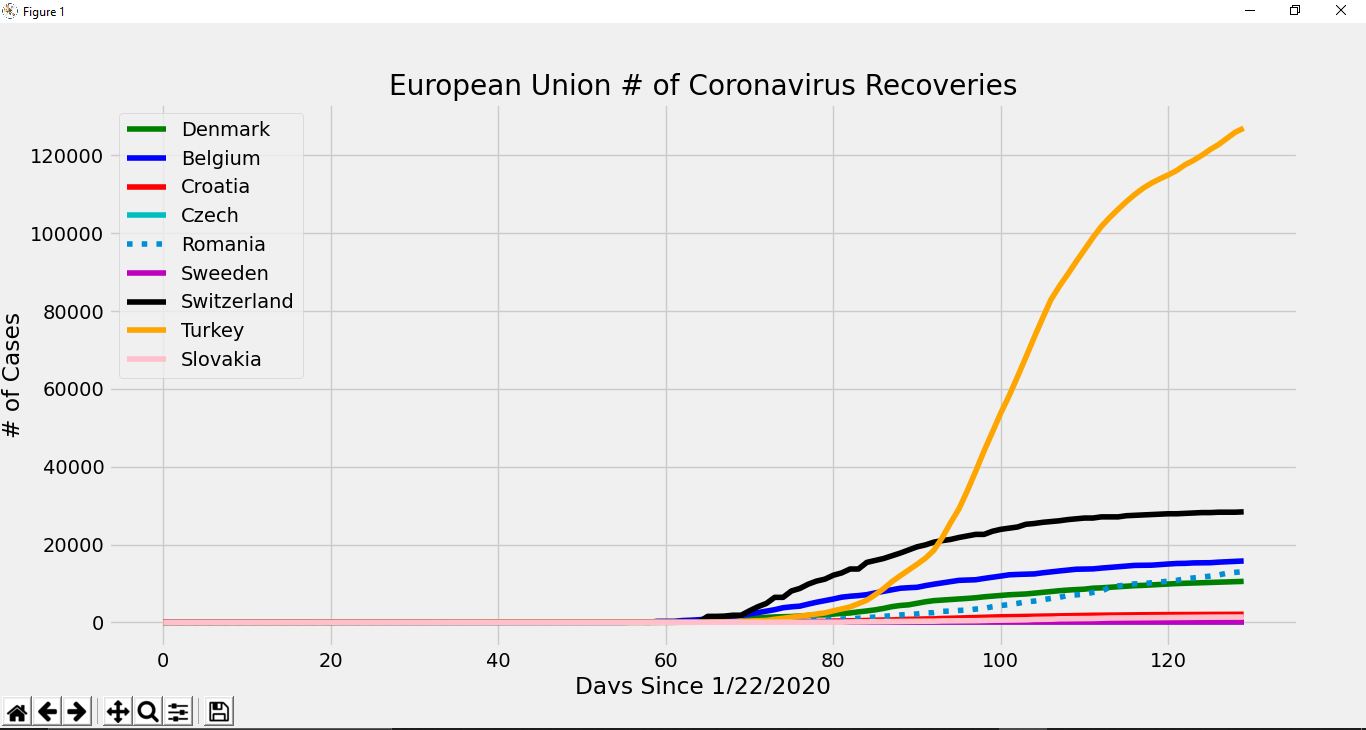 Figure 1
European Union # of Coronavirus Recoveries
Denmark
Belgium
Croatia
Czech
Romania
Sweeden
Switzerland
Turkey
Slovakia
120000
100000
80000
60000
40000
20000
0
# of Cases
0 20 40 60 80 100 120
Days Since 1/22/2020